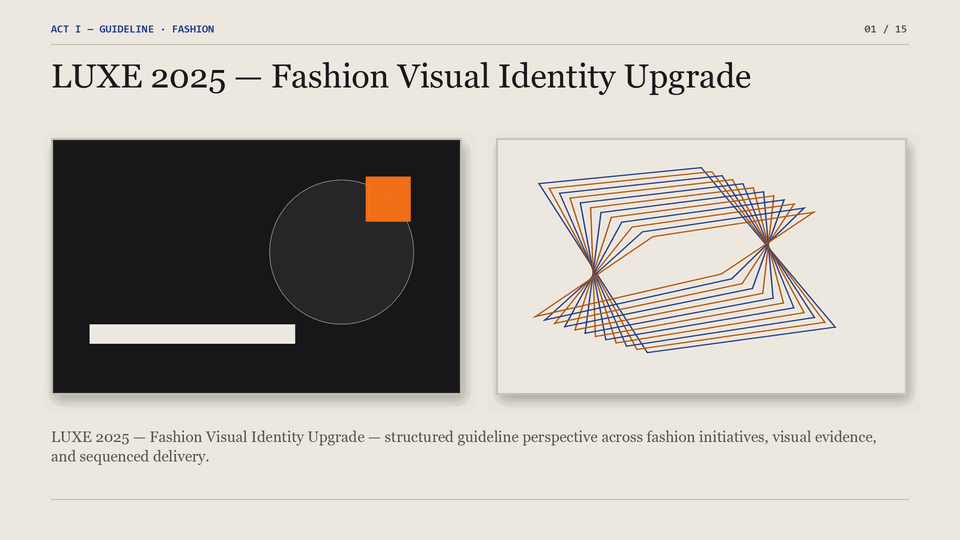 ACT I — GUIDELINE · FASHION
01 / 15
LUXE 2025 — Fashion Visual Identity Upgrade
LUXE 2025 — Fashion Visual Identity Upgrade — structured guideline perspective across fashion initiatives, visual evidence,
and sequenced delivery.